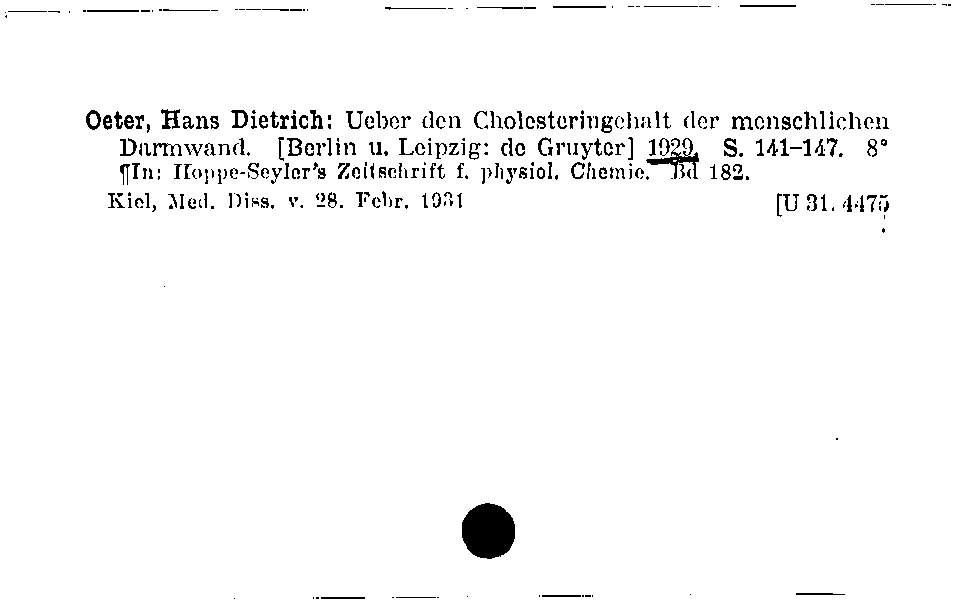 Oeter, Hans Dietrich: Ueber den Cholesteringehalt der menschlichen
Darmwand. [Berlin u. Leipzig: de Gruyter] 1929. S. 141–147. 8°
¶In: Hoppe-Seyler's Zeitschrift f. physiol. Chemie. Bd 182.
Kiel, Med. Diss. v. 28. Febr. 1931 [U 31. 4475